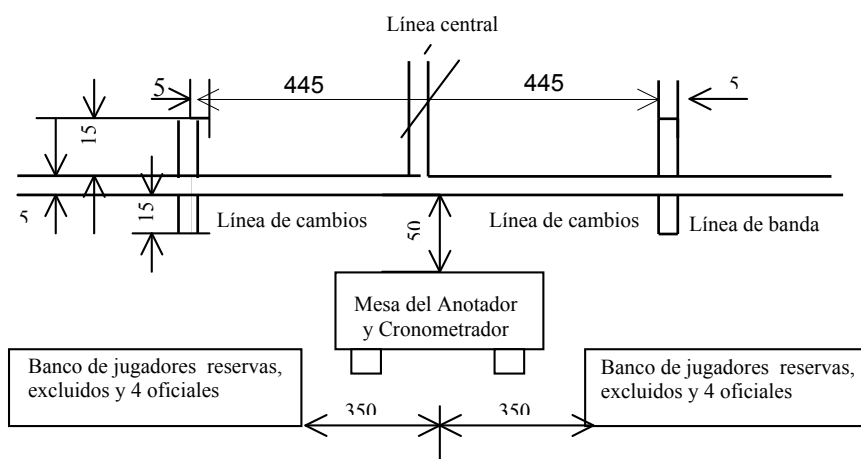 Línea central
5
445
445
5
15
15
5
Línea de cambios
50
Línea de cambios
Línea de banda
Mesa del Anotador
y Cronometrador
Banco de jugadores reservas,
excluidos y 4 oficiales
Banco de jugadores reservas,
excluidos y 4 oficiales
350
350